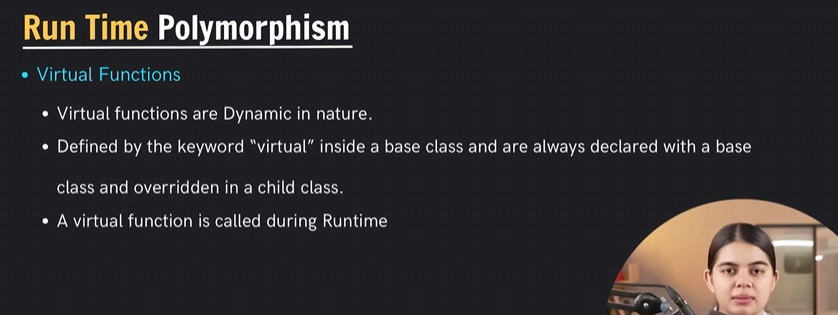 Run Time Polymorphism
• Virtual Functions
• Virtual functions are Dynamic in nature.
• Defined by the keyword “virtual” inside a base class and are always declared with a base
class and overridden in a child class.
• A virtual function is called during Runtime